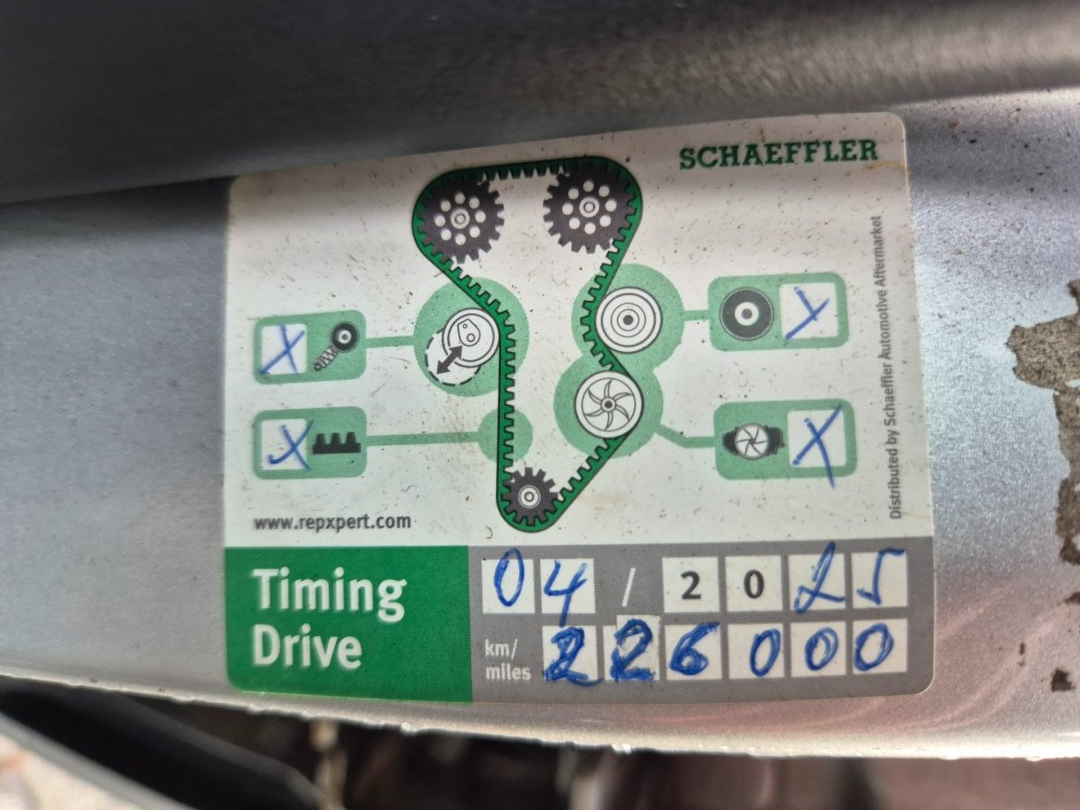 SCHAEFFLER
Distributed by Schaeffler Automotive Aftermarket
X
X
X
X
www.repxpert.com
Timing
Drive
04 / 2025
km/
miles
226000